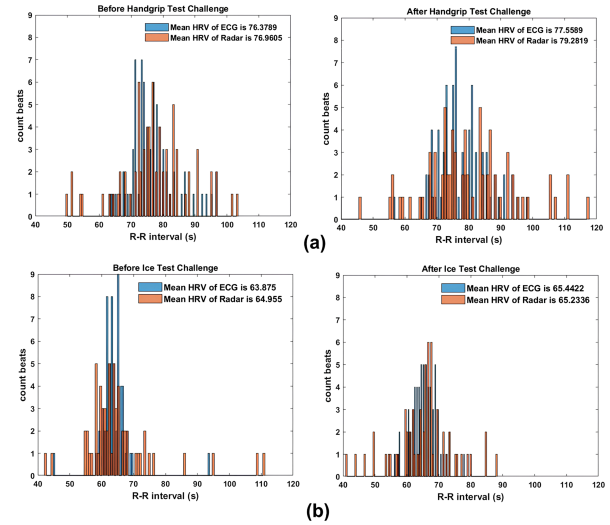 Before Handgrip Test Challenge
Mean HRV of ECG is 76.3789
Mean HRV of Radar is 76.9605
count beats
9
8
7
6
5
4
3
2
1
0
40 50 60 70 80 90 100 110 120
R-R interval (s)
After Handgrip Test Challenge
Mean HRV of ECG is 77.5589
Mean HRV of Radar is 79.2819
count beats
9
8
7
6
5
4
3
2
1
0
40 50 60 70 80 90 100 110 120
R-R interval (s)
(a)
Before Ice Test Challenge
Mean HRV of ECG is 63.875
Mean HRV of Radar is 64.955
count beats
9
8
7
6
5
4
3
2
1
0
40 50 60 70 80 90 100 110 120
R-R interval (s)
After Ice Test Challenge
Mean HRV of ECG is 65.4422
Mean HRV of Radar is 65.2336
count beats
9
8
7
6
5
4
3
2
1
0
40 50 60 70 80 90 100 110 120
R-R interval (s)
(b)